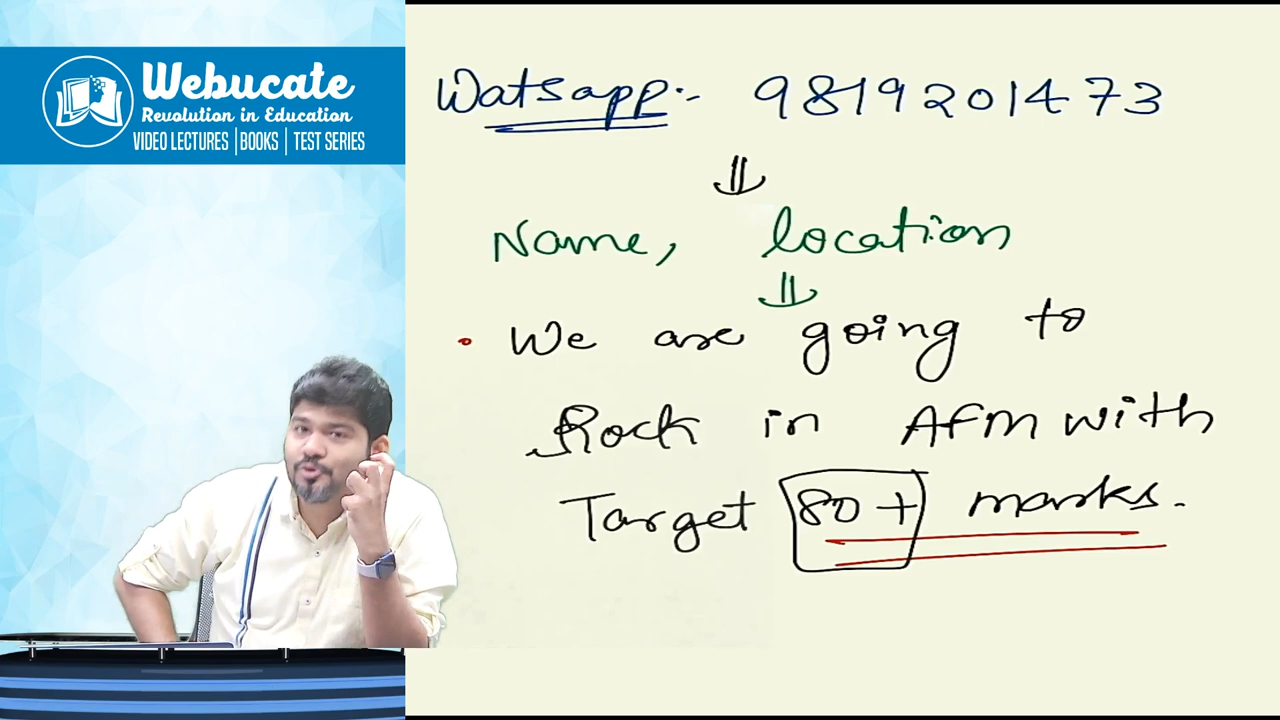 Webucate
Revolution in Education
VIDEO LECTURES | BOOKS | TEST SERIES
Watsapp:- 9819201473
Name, location
• We are going to
Rock in AFM with
Target 80+ marks.